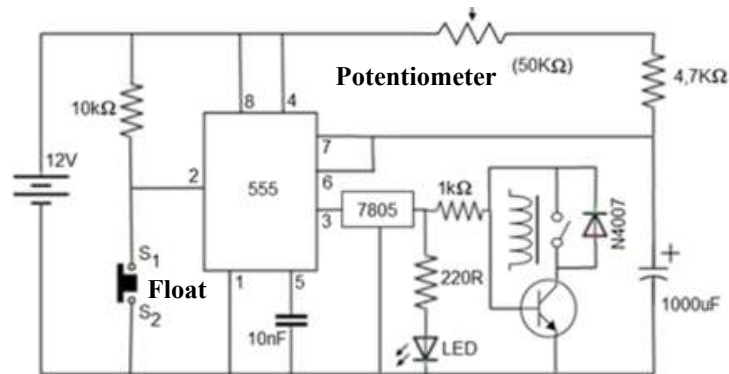 Potentiometer
(50KΩ)
4,7KΩ
10kΩ
8
4
7
12V
2
555
6
3
7805
1kΩ
N4007
S1
Float
S2
1
5
220R
1000uF
+
10nF
LED